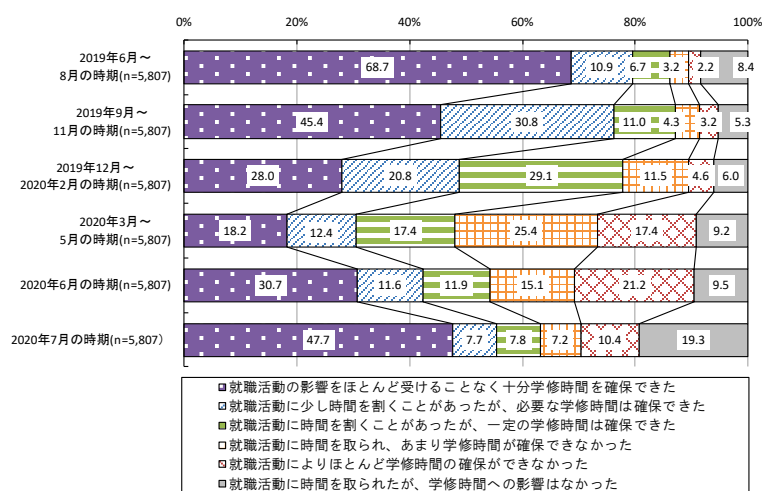 0% 20% 40% 60% 80% 100%
2019年6月～
8月の時期(n=5,807)
68.7 10.9 6.7 3.2 2.2 8.4
2019年9月～
11月の時期(n=5,807)
45.4 30.8 11.0 4.3 3.2 5.3
2019年12月～
2020年2月の時期(n=5,807)
28.0 20.8 29.1 11.5 4.6 6.0
2020年3月～
5月の時期(n=5,807)
18.2 12.4 17.4 25.4 17.4 9.2
2020年6月の時期(n=5,807)
30.7 11.6 11.9 15.1 21.2 9.5
2020年7月の時期(n=5,807）
47.7 7.7 7.8 7.2 10.4 19.3
就職活動の影響をほとんど受けることなく十分学修時間を確保できた
就職活動に少し時間を割くことがあったが、必要な学修時間は確保できた
就職活動に時間を割くことがあったが、一定の学修時間は確保できた
就職活動に時間を取られ、あまり学修時間が確保できなかった
就職活動によりほとんど学修時間の確保ができなかった
就職活動に時間を取られたが、学修時間への影響はなかった